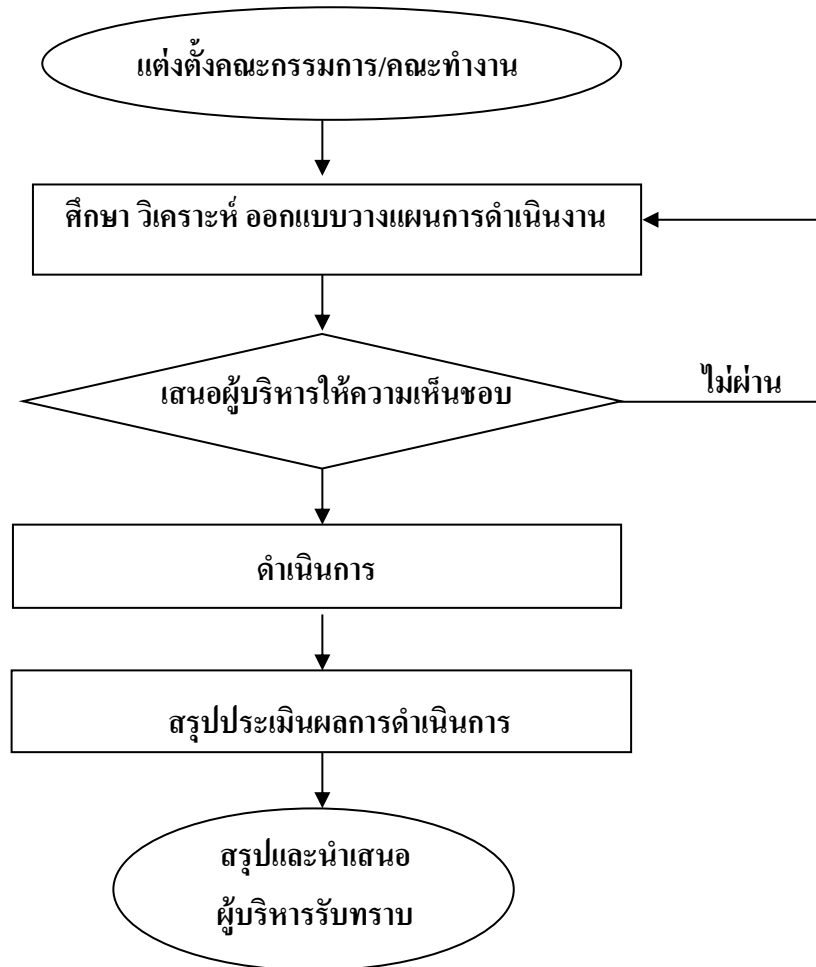 แต่งตั้งคณะกรรมการ/คณะทำงาน
ศึกษา วิเคราะห์ ออกแบบวางแผนการดำเนินงาน
เสนอผู้บริหารให้ความเห็นชอบ
ไม่ผ่าน
ดำเนินการ
สรุปประเมินผลการดำเนินการ
สรุปและนำเสนอ
ผู้บริหารรับทราบ